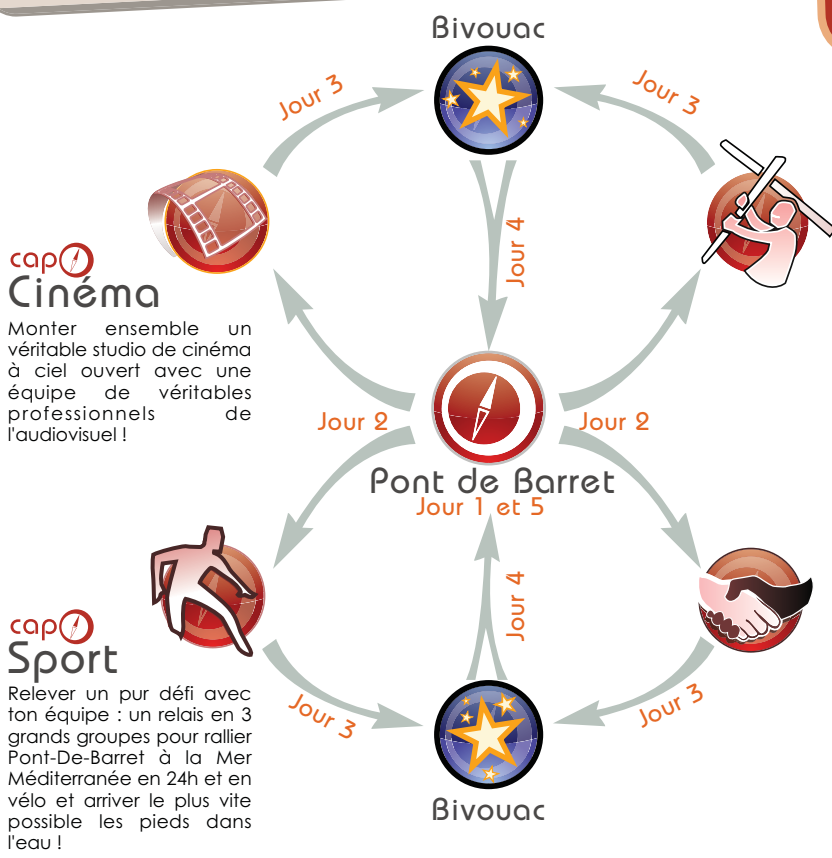 Bivouac
Jour 3
Jour 3
Jour 4
cap
Cinéma
Monter ensemble un
véritable studio de cinéma
à ciel ouvert avec une
équipe de véritables
professionnels de
l'audiovisuel !
Jour 2
Jour 2
Pont de Barret
Jour 1 et 5
Jour 4
cap
Sport
Relever un pur défi avec
ton équipe : un relais en 3
grands groupes pour rallier
Pont-De-Barret à la Mer
Méditerranée en 24h et en
vélo et arriver le plus vite
possible les pieds dans
l'eau !
Jour 3
Jour 3
Bivouac